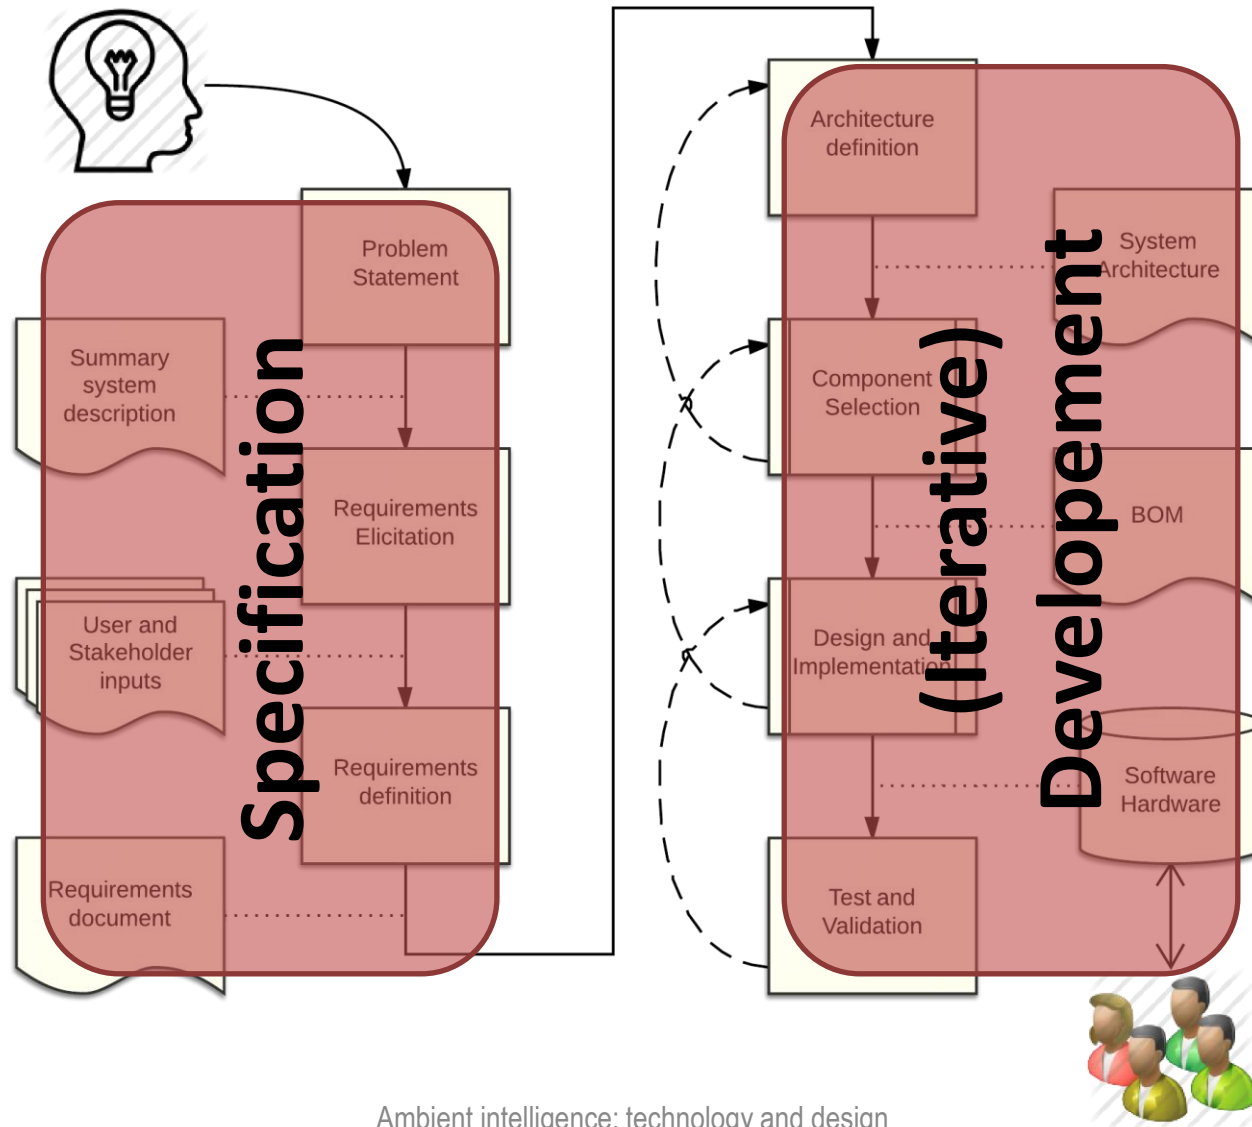 Problem
Statement
Summary
system
description
Requirements
Elicitation
User and
Stakeholder
inputs
Requirements
definition
Requirements
document
Specification
Architecture
definition
System
Architecture
Component
Selection
BOM
Design and
Implementation
Software
Hardware
Test and
Validation
(Iterative)
Developement
Ambient intelligence: technology and design